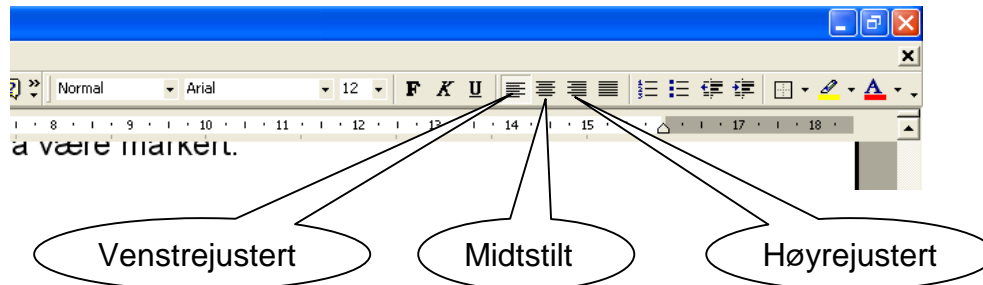 Normal Arial 12 F K U A
8 9 10 11 12 13 14 15 17 18
a være markert.
Venstrejustert Midtstilt Høyrejustert